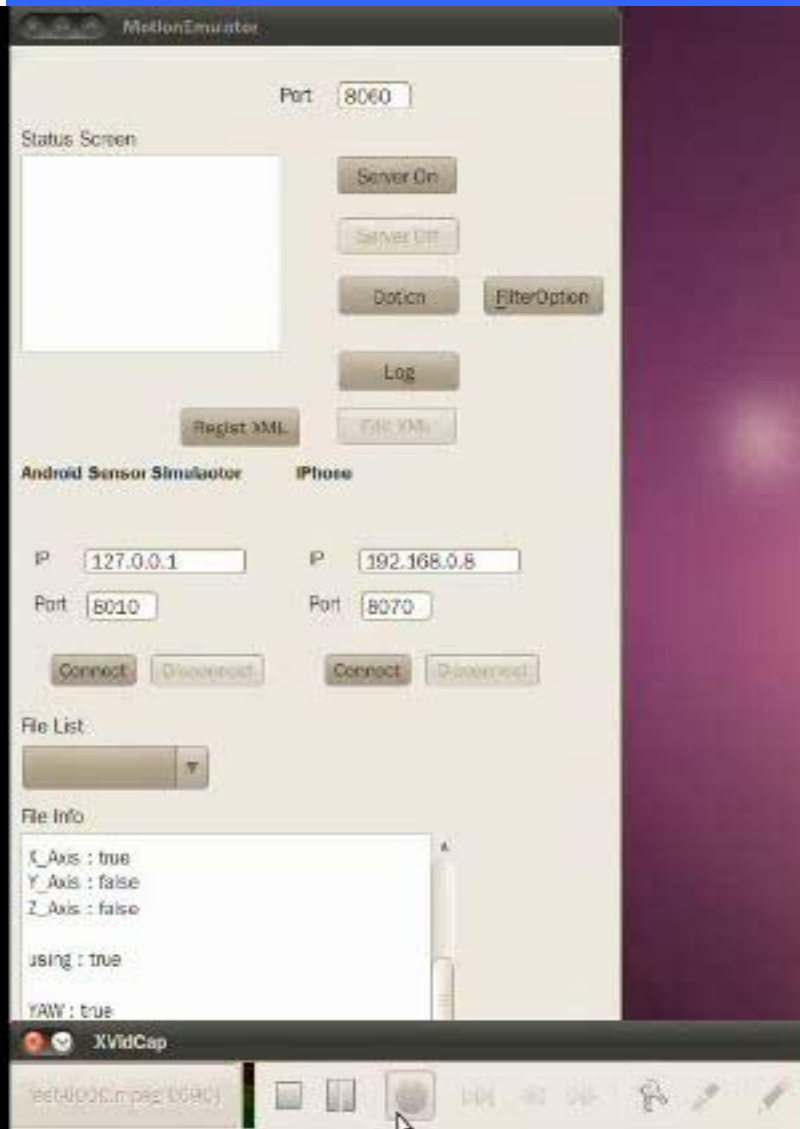 MotionEmulator
Port 8060
Status Screen
Server On
Server Off
Option FilterOption
Log
Regist XML Edit XML
Android Sensor Simulaotor IPhone
IP 127.0.0.1 IP 192.168.0.8
Port 8010 Port 8070
Connect Disconnect Connect Disconnect
File List
File Info
X_Axis : true
Y_Axis : false
Z_Axis : false
using : true
YAW : true
XVidCap